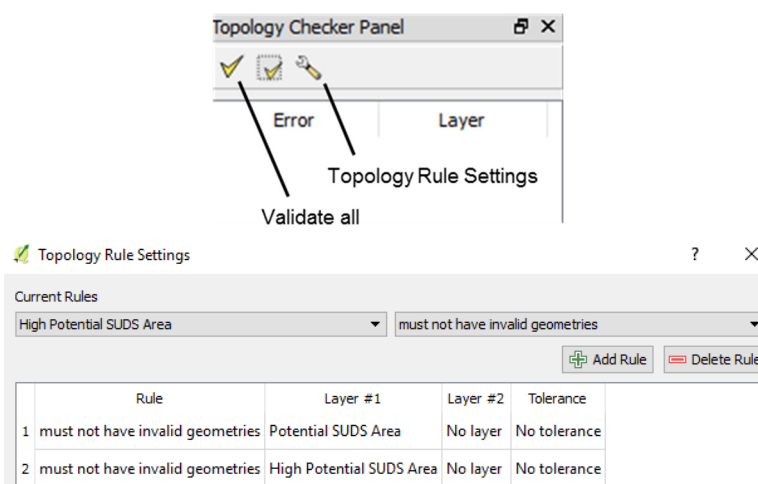 Topology Checker Panel
Error Layer
Topology Rule Settings
Validate all
Topology Rule Settings ?
Current Rules
High Potential SUDS Area must not have invalid geometries
Add Rule Delete Rule
Rule Layer #1 Layer #2 Tolerance
1 must not have invalid geometries Potential SUDS Area No layer No tolerance
2 must not have invalid geometries High Potential SUDS Area No layer No tolerance